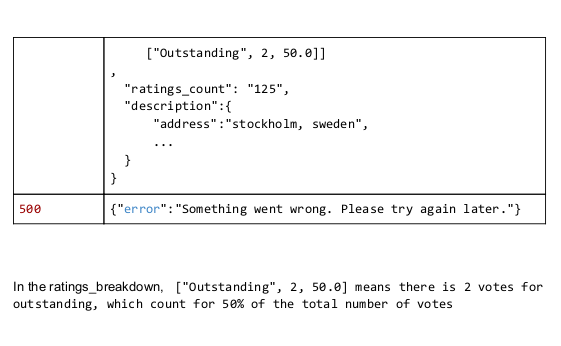 ["Outstanding", 2, 50.0]]
,
"ratings_count": "125",
"description":{
"address":"stockholm, sweden",
...
}
}
500 {"error":"Something went wrong. Please try again later."}
In the ratings_breakdown, ["Outstanding", 2, 50.0] means there is 2 votes for
outstanding, which count for 50% of the total number of votes